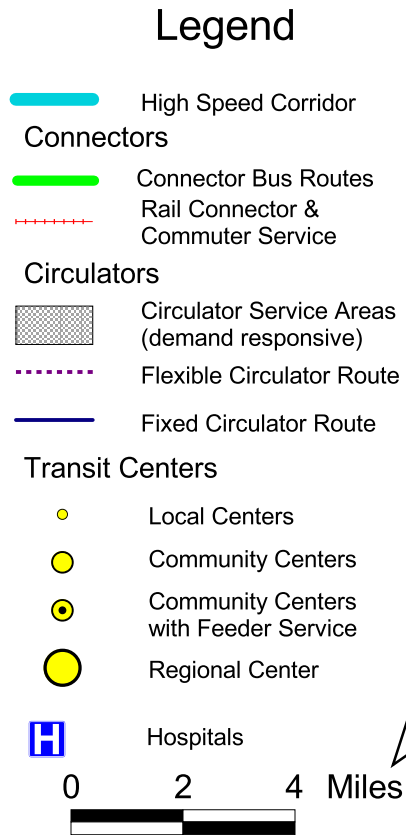 Legend
High Speed Corridor
Connectors
Connector Bus Routes
Rail Connector &
Commuter Service
Circulators
Circulator Service Areas
(demand responsive)
Flexible Circulator Route
Fixed Circulator Route
Transit Centers
Local Centers
Community Centers
Community Centers
with Feeder Service
Regional Center
H Hospitals
0 2 4 Miles